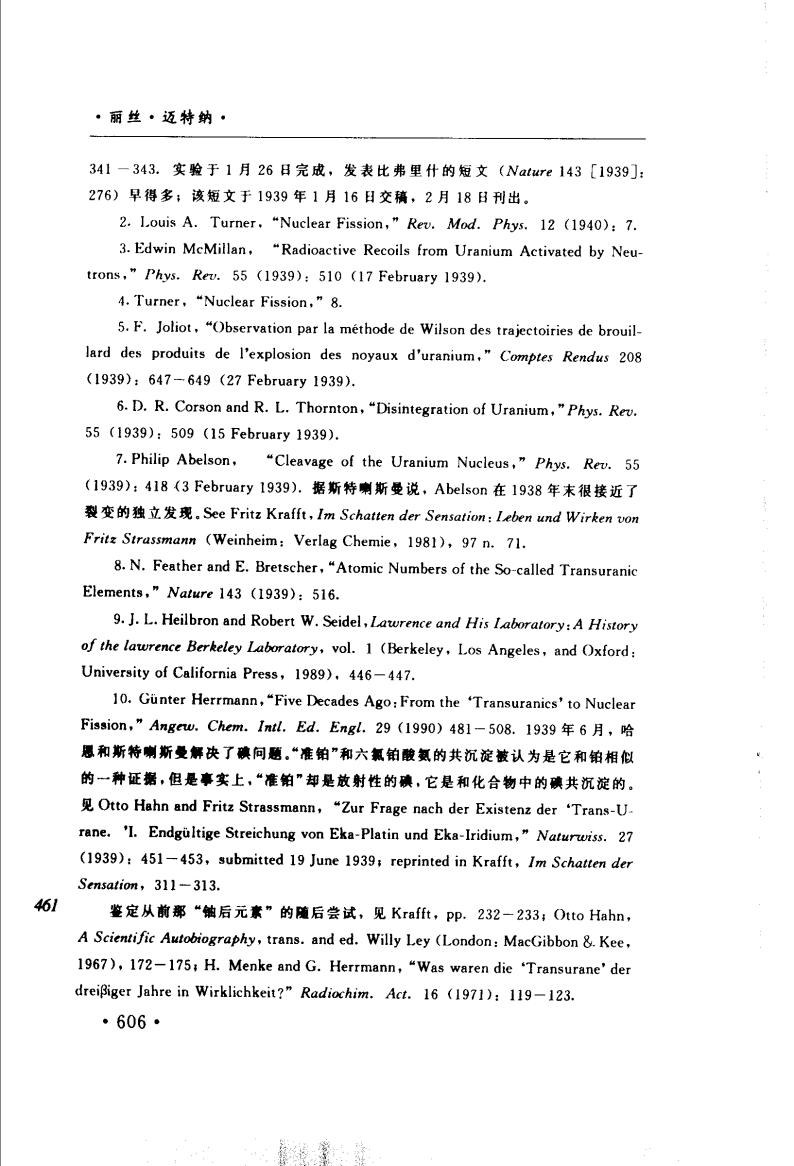 ·丽丝·迈特纳·
341－343. 实验于1月26日完成，发表比弗里什的短文（Nature 143 [1939]：
276）早得多；该短文于1939年1月16日交稿，2月18日刊出。
2. Louis A. Turner, “Nuclear Fission,” Rev. Mod. Phys. 12 (1940): 7.
3. Edwin McMillan, “Radioactive Recoils from Uranium Activated by Neu-
trons,” Phys. Rev. 55 (1939): 510 (17 February 1939).
4. Turner, “Nuclear Fission,” 8.
5. F. Joliot, “Observation par la méthode de Wilson des trajectoiries de brouil-
lard des produits de l'explosion des noyaux d'uranium,” Comptes Rendus 208
(1939): 647－649 (27 February 1939).
6. D. R. Corson and R. L. Thornton, “Disintegration of Uranium,” Phys. Rev.
55 (1939): 509 (15 February 1939).
7. Philip Abelson, “Cleavage of the Uranium Nucleus,” Phys. Rev. 55
(1939): 418 (3 February 1939). 据斯特喇斯曼说，Abelson 在1938年末很接近了
裂变的独立发现。See Fritz Krafft, Im Schatten der Sensation: Leben und Wirken von
Fritz Strassmann (Weinheim: Verlag Chemie, 1981), 97 n. 71.
8. N. Feather and E. Bretscher, “Atomic Numbers of the So-called Transuranic
Elements,” Nature 143 (1939): 516.
9. J. L. Heilbron and Robert W. Seidel, Lawrence and His Laboratory: A History
of the lawrence Berkeley Laboratory, vol. 1 (Berkeley, Los Angeles, and Oxford:
University of California Press, 1989), 446－447.
10. Günter Herrmann, “Five Decades Ago: From the ‘Transuranics’ to Nuclear
Fission,” Angew. Chem. Intl. Ed. Engl. 29 (1990) 481－508. 1939年6月，哈
恩和斯特喇斯曼解决了碘问题。“准铂”和六氯铂酸氨的共沉淀被认为是它和铂相似
的一种证据，但是事实上，“准铂”却是放射性的碘，它是和化合物中的碘共沉淀的。
见 Otto Hahn and Fritz Strassmann, “Zur Frage nach der Existenz der ‘Trans-U-
rane. ’I. Endgültige Streichung von Eka-Platin und Eka-Iridium,” Naturwiss. 27
(1939): 451－453, submitted 19 June 1939; reprinted in Krafft, Im Schatten der
Sensation, 311－313.
461
鉴定从前那“铀后元素”的随后尝试，见 Krafft, pp. 232－233; Otto Hahn,
A Scientific Autobiography, trans. and ed. Willy Ley (London: MacGibbon & Kee,
1967), 172－175; H. Menke and G. Herrmann, “Was waren die ‘Transurane’ der
dreiβiger Jahre in Wirklichkeit?” Radiochim. Act. 16 (1971): 119－123.
·606·